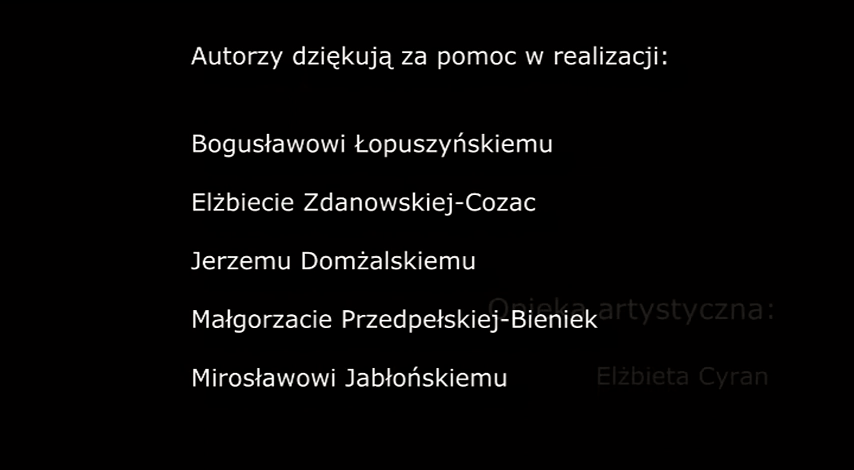 Autorzy dziękują za pomoc w realizacji:
Bogusławowi Łopuszyńskiemu
Elżbiecie Zdanowskiej-Cozac
Jerzemu Domżalskiemu
Opieka artystyczna:
Małgorzacie Przedpełskiej-Bieniek
Mirosławowi Jabłońskiemu
Elżbieta Cyran